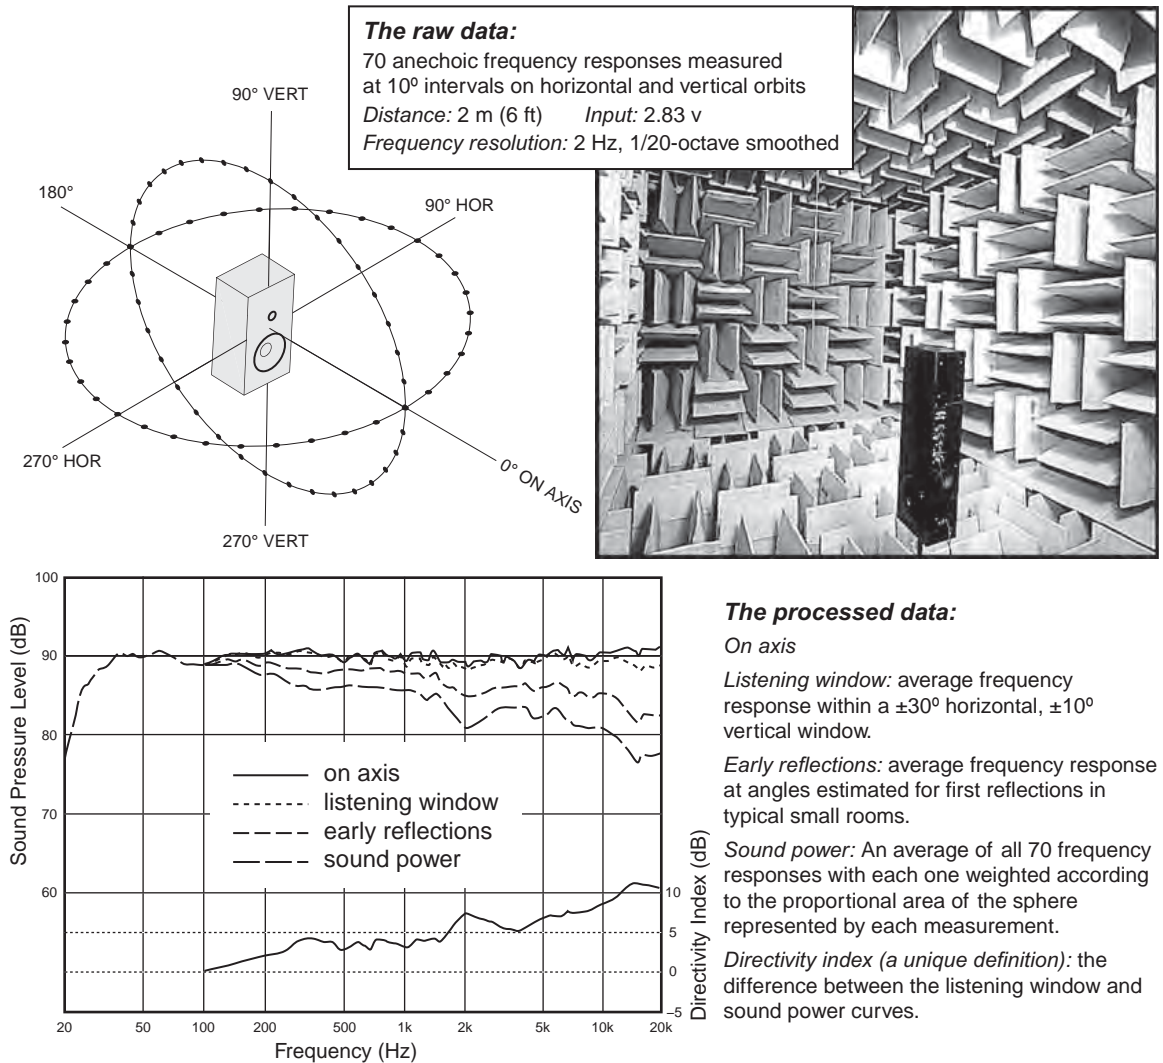 The raw data:
70 anechoic frequency responses measured
at 10º intervals on horizontal and vertical orbits
Distance: 2 m (6 ft) Input: 2.83 v
Frequency resolution: 2 Hz, 1/20-octave smoothed
90° VERT
180°
90° HOR
270° HOR
0° ON AXIS
270° VERT
100
90
80
70
60
Sound Pressure Level (dB)
on axis
listening window
early reflections
sound power
10
5
0
–5
Directivity Index (dB)
20 50 100 200 500 1k 2k 5k 10k 20k
Frequency (Hz)
The processed data:
On axis
Listening window: average frequency
response within a ±30º horizontal, ±10º
vertical window.
Early reflections: average frequency response
at angles estimated for first reflections in
typical small rooms.
Sound power: An average of all 70 frequency
responses with each one weighted according
to the proportional area of the sphere
represented by each measurement.
Directivity index (a unique definition): the
difference between the listening window and
sound power curves.